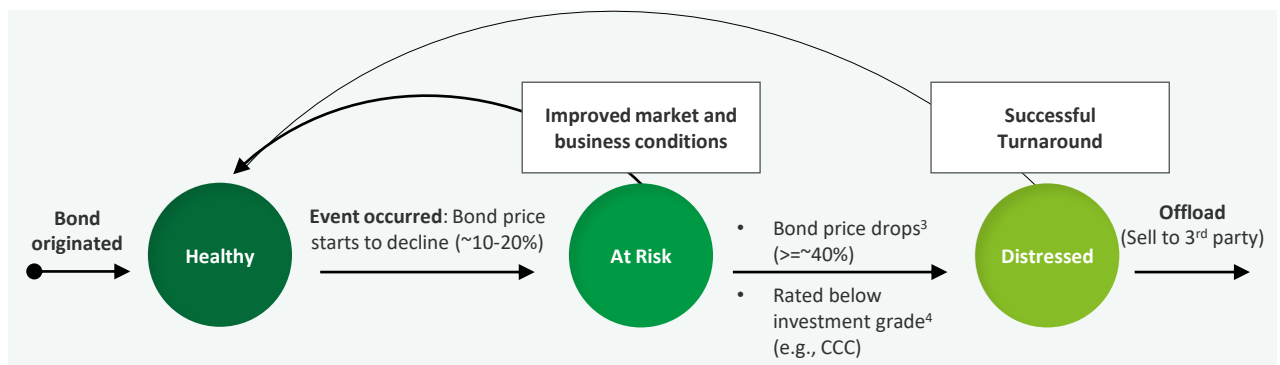 Improved market and
business conditions
Successful
Turnaround
Bond
originated
Healthy
Event occurred: Bond price
starts to decline (~10-20%)
At Risk
• Bond price drops³
(>=~40%)
• Rated below
investment grade⁴
(e.g., CCC)
Distressed
Offload
(Sell to 3rd party)